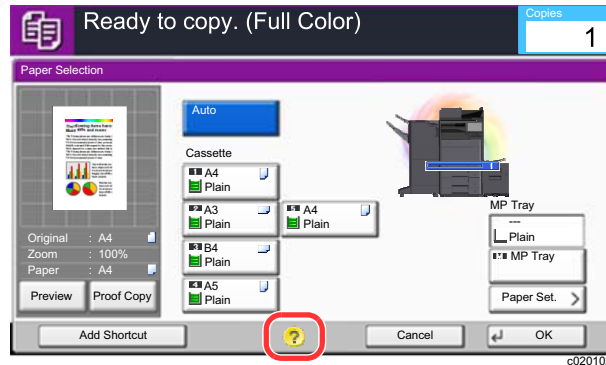 Ready to copy. (Full Color)
Copies
1
Paper Selection
Auto
Cassette
1 A4
Plain
2 A3
Plain
5 A4
Plain
3 B4
Plain
4 A5
Plain
MP Tray
---
Plain
MP Tray
Paper Set.
Original : A4
Zoom : 100%
Paper : A4
Preview
Proof Copy
Add Shortcut
?
Cancel
OK
c02010